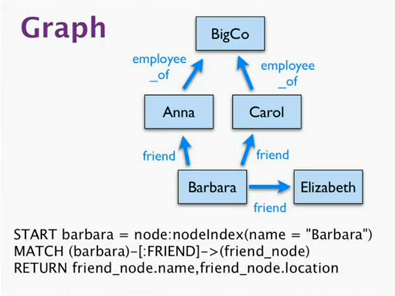 Graph
BigCo
employee
_of
employee
_of
Anna
Carol
friend
friend
Barbara
Elizabeth
friend
START barbara = node:nodeIndex(name = "Barbara")
MATCH (barbara)-[:FRIEND]->(friend_node)
RETURN friend_node.name,friend_node.location